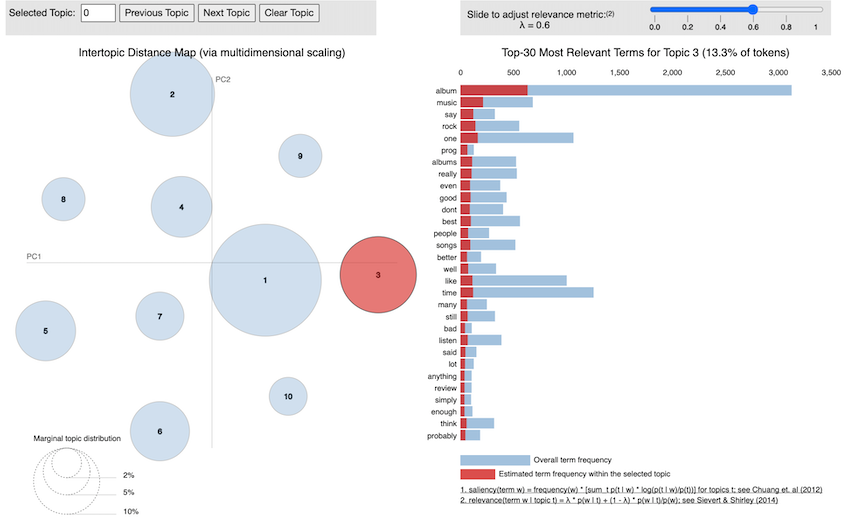 Selected Topic: 0 Previous Topic Next Topic Clear Topic
Slide to adjust relevance metric:(2)
λ = 0.6
0.0 0.2 0.4 0.6 0.8 1
Intertopic Distance Map (via multidimensional scaling)
PC2
PC1
2
9
8
4
1
3
5
7
10
6
Marginal topic distribution
2%
5%
10%
Top-30 Most Relevant Terms for Topic 3 (13.3% of tokens)
0 500 1,000 1,500 2,000 2,500 3,000 3,500
album
music
say
rock
one
prog
albums
really
even
good
dont
best
people
songs
better
well
like
time
many
still
bad
listen
said
lot
anything
review
simply
enough
think
probably
Overall term frequency
Estimated term frequency within the selected topic
1. saliency(term w) = frequency(w) * [sum_t p(t | w) * log(p(t | w)/p(t))] for topics t; see Chuang et. al (2012)
2. relevance(term w | topic t) = λ * p(w | t) + (1 - λ) * p(w | t)/p(w); see Sievert & Shirley (2014)